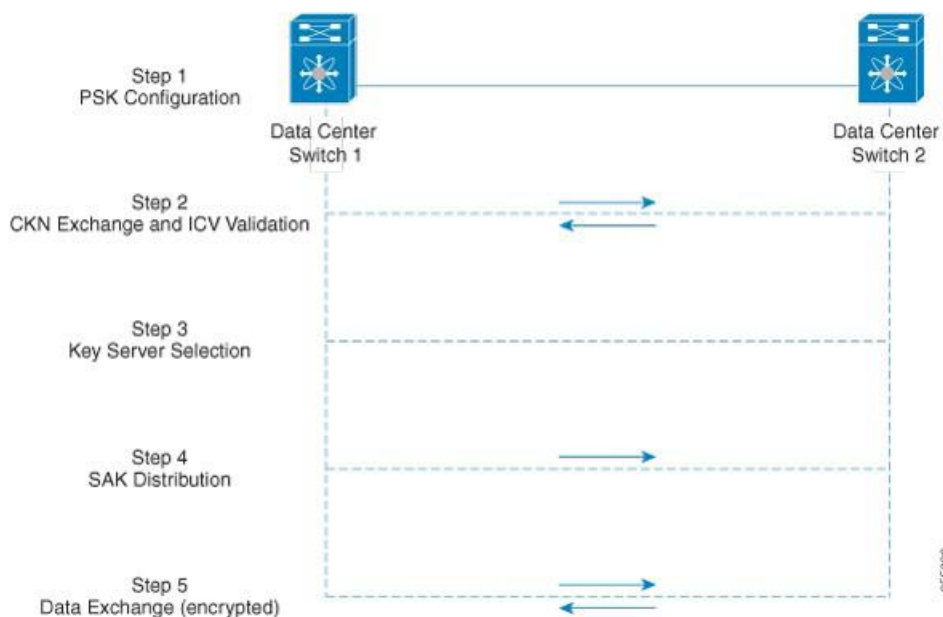 Step 1
PSK Configuration
Data Center
Switch 1
Data Center
Switch 2
Step 2
CKN Exchange and ICV Validation
Step 3
Key Server Selection
Step 4
SAK Distribution
Step 5
Data Exchange (encrypted)